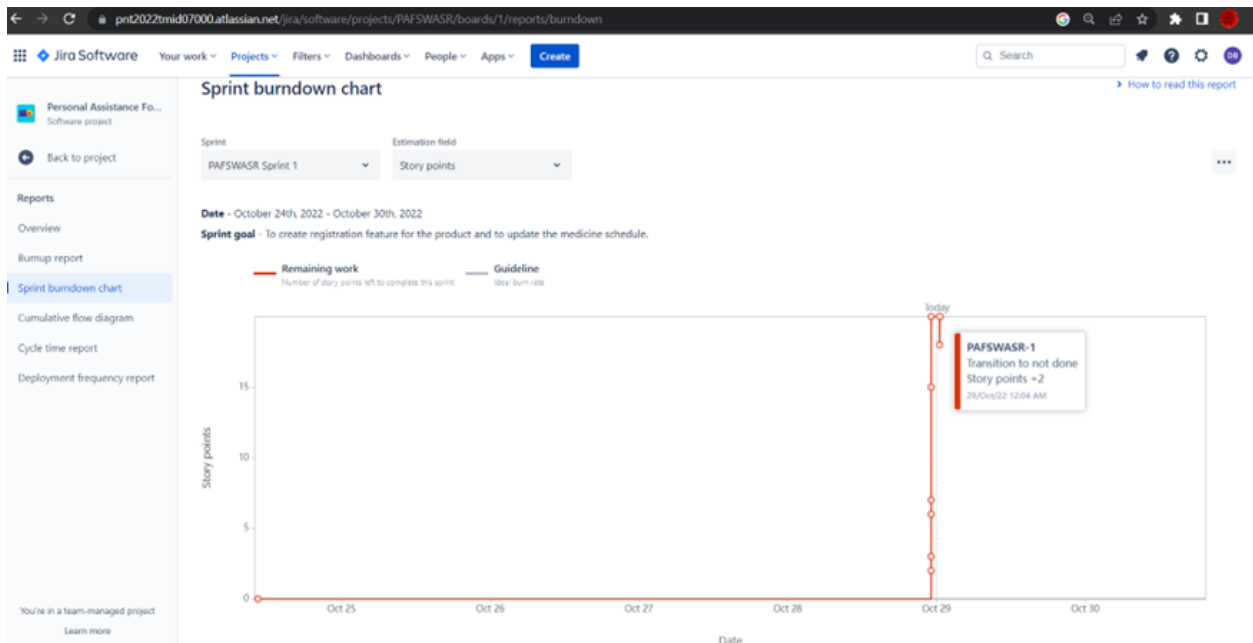 pnt2022tmid07000.atlassian.net/jira/software/projects/PAFSWASR/boards/1/reports/burndown
Jira Software Your work Projects Filters Dashboards People Apps Create Search DB
Personal Assistance Fo...
Software project
Back to project
Reports
Overview
Burnup report
Sprint burndown chart
Cumulative flow diagram
Cycle time report
Deployment frequency report
You're in a team-managed project
Learn more
Sprint burndown chart
How to read this report
Sprint Estimation field
PAFSWASR Sprint 1 Story points
Date - October 24th, 2022 - October 30th, 2022
Sprint goal - To create registration feature for the product and to update the medicine schedule.
Remaining work Guideline
Number of story points left to complete this sprint Ideal burn rate
Today
PAFSWASR-1
Transition to not done
Story points +2
29/Oct/22 12:04 AM
Story points
15
10
5
0
Oct 25 Oct 26 Oct 27 Oct 28 Oct 29 Oct 30
Date